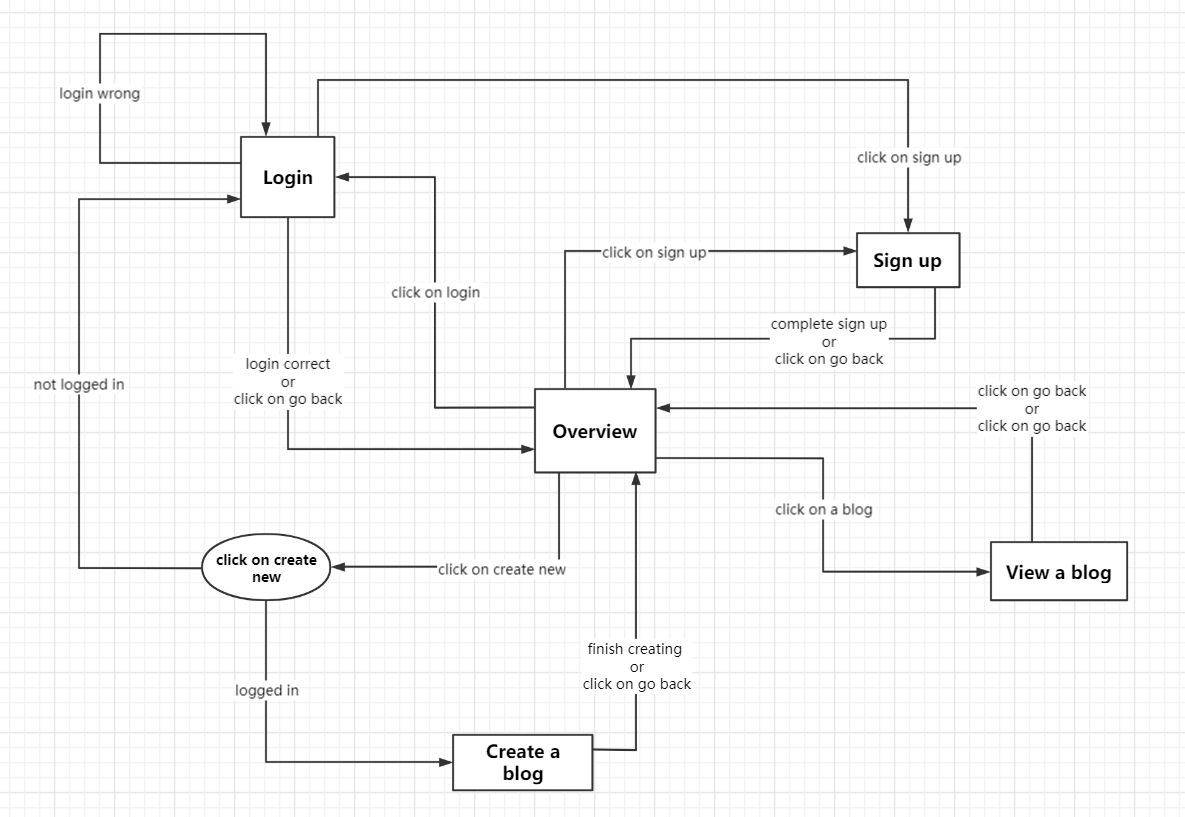 login wrong
click on sign up
Login
click on sign up
Sign up
click on login
complete sign up
or
click on go back
login correct
or
click on go back
not logged in
click on go back
or
click on go back
Overview
click on a blog
click on create
new
click on create new
View a blog
finish creating
or
click on go back
logged in
Create a
blog